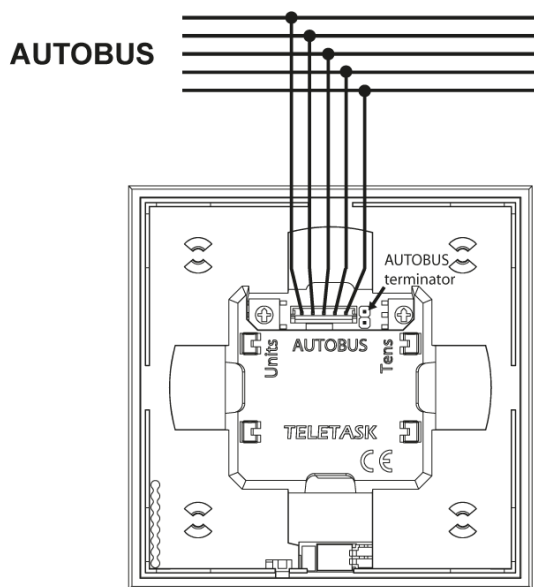 AUTOBUS
AUTOBUS
terminator
Units
AUTOBUS
Tens
TELETASK
CE